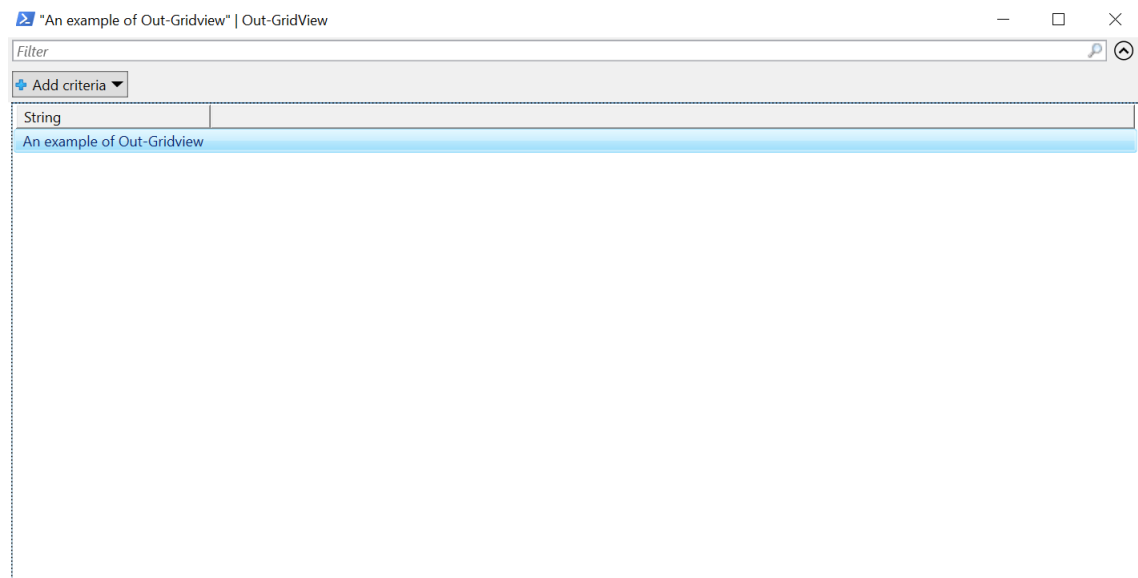 "An example of Out-Gridview" | Out-GridView
Filter
Add criteria
String
An example of Out-Gridview